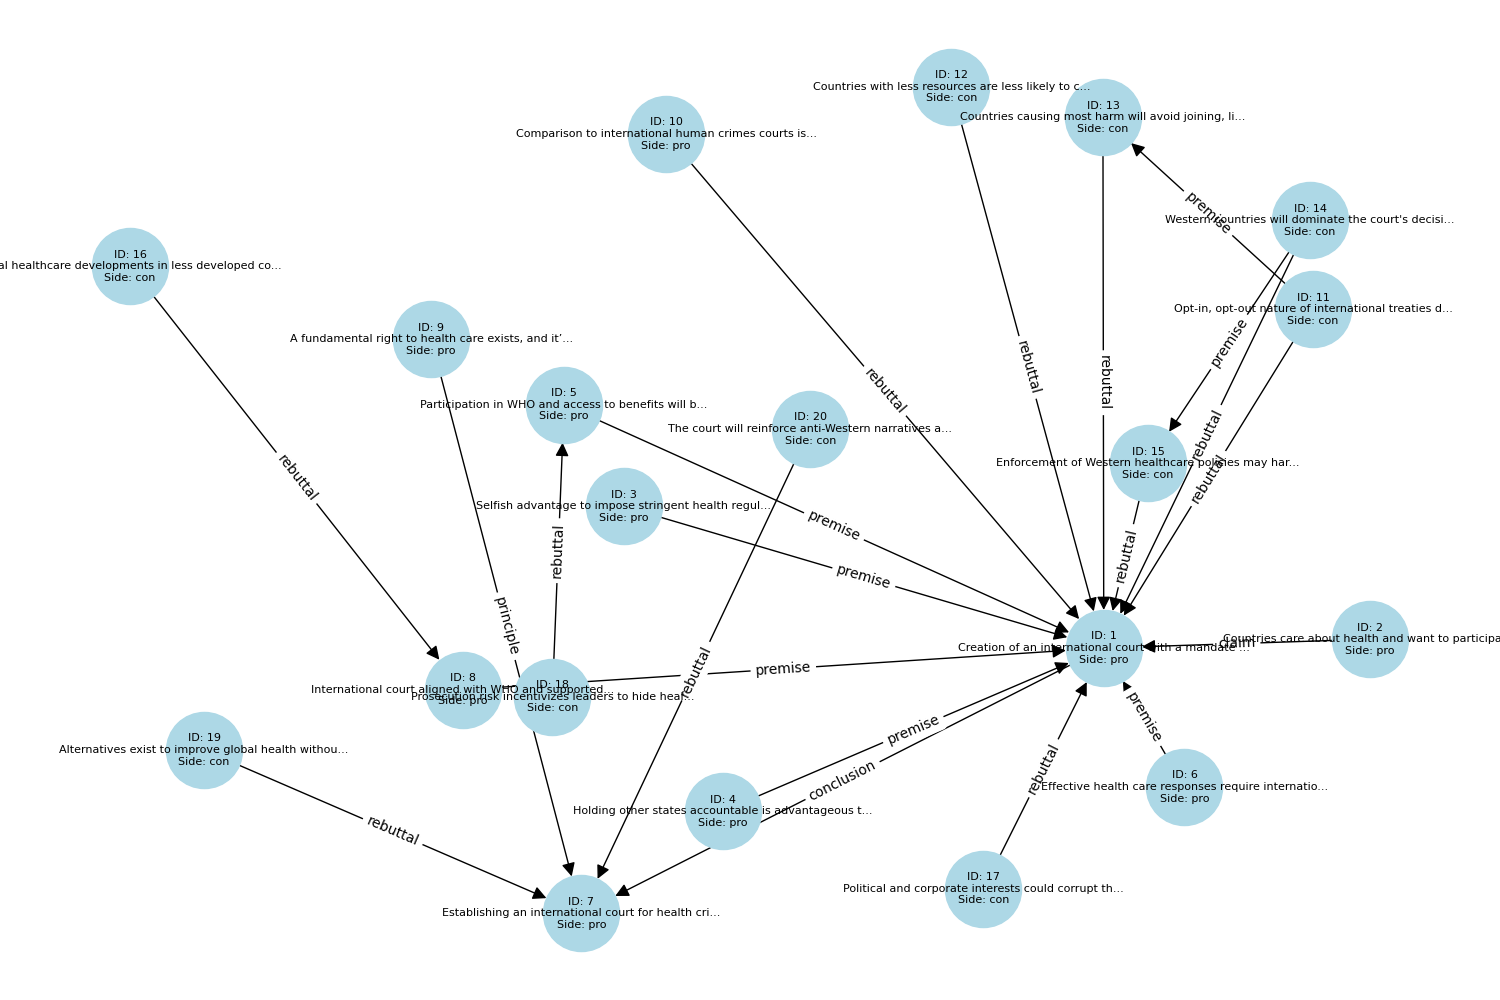 ID: 12
Countries with less resources are less likely to c...
Side: con
ID: 13
Countries causing most harm will avoid joining, li...
Side: con
ID: 10
Comparison to international human crimes courts is...
Side: pro
ID: 14
Western countries will dominate the court's decisi...
Side: con
premise
ID: 16
al healthcare developments in less developed co...
Side: con
ID: 11
Opt-in, opt-out nature of international treaties d...
Side: con
ID: 9
A fundamental right to health care exists, and it'...
Side: pro
premise
rebuttal
rebuttal
rebuttal
ID: 5
Participation in WHO and access to benefits will b...
Side: pro
ID: 20
The court will reinforce anti-Western narratives a...
Side: con
rebuttal
rebuttal
ID: 15
Enforcement of Western healthcare policies may har...
Side: con
rebuttal
ID: 3
Selfish advantage to impose stringent health regul...
Side: pro
premise
rebuttal
rebuttal
premise
principle
ID: 1
Creation of an international court with a mandate ...
Side: pro
claim
ID: 2
Countries care about health and want to participa
Side: pro
premise
rebuttal
ID: 8
International court aligned with WHO and supported...
Side: pro
ID: 18
Prosecution risk incentivizes leaders to hide heal...
Side: con
premise
premise
ID: 19
Alternatives exist to improve global health withou...
Side: con
rebuttal
conclusion
ID: 6
Effective health care responses require internatio...
Side: pro
ID: 4
Holding other states accountable is advantageous t...
Side: pro
rebuttal
ID: 17
Political and corporate interests could corrupt th...
Side: con
ID: 7
Establishing an international court for health cri...
Side: pro